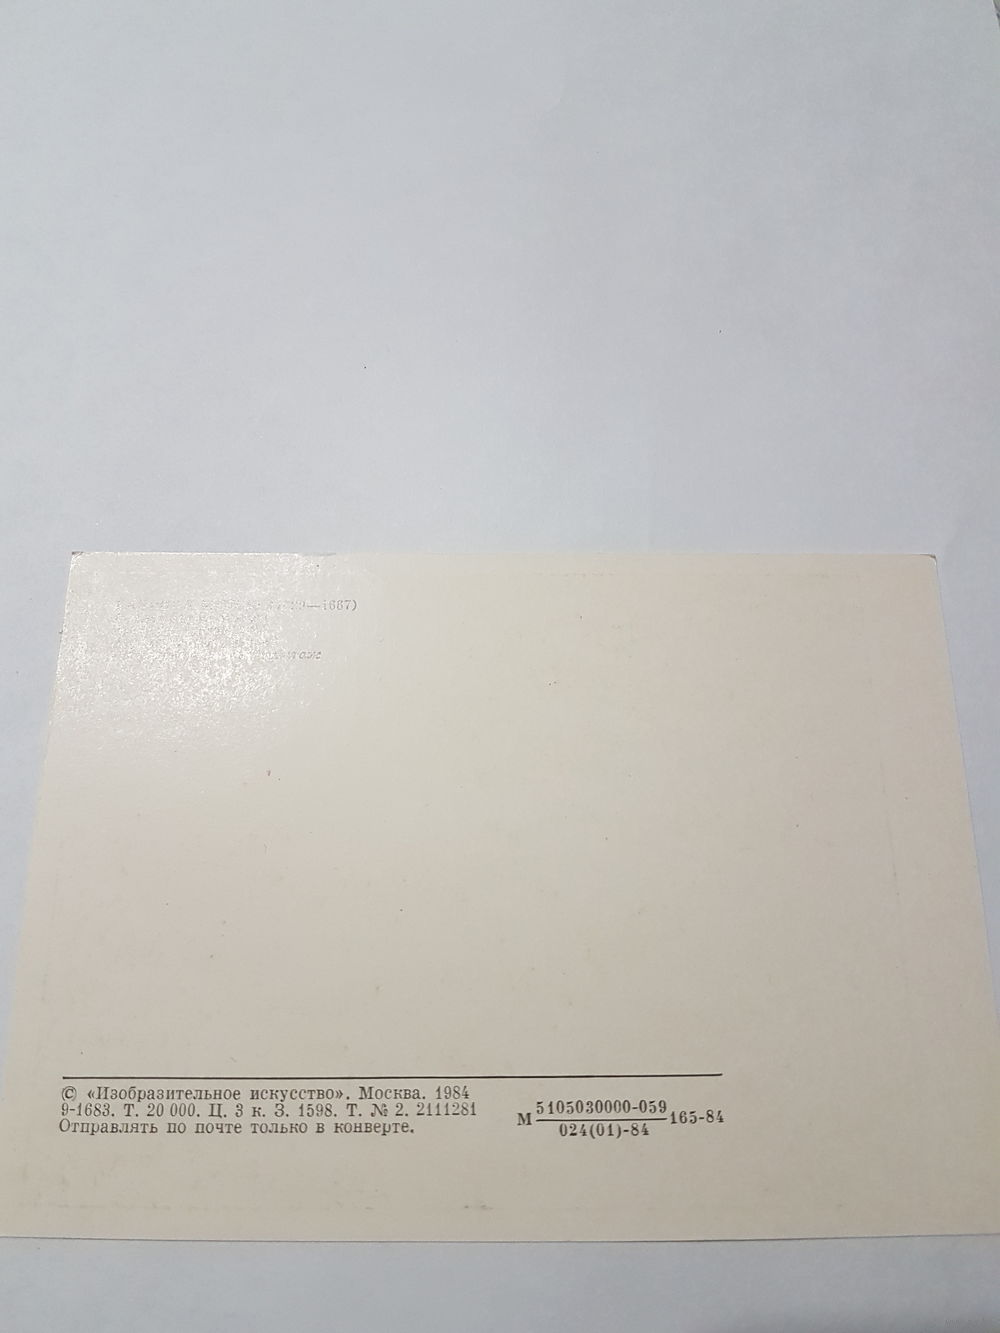 —1667)
© «Изобразительное искусство». Москва. 1984
9-1683. Т. 20 000. Ц. 3 к. З. 1598. Т. № 2. 2111281
Отправлять по почте только в конверте.
М 5105030000-059 165-84
024(01)-84